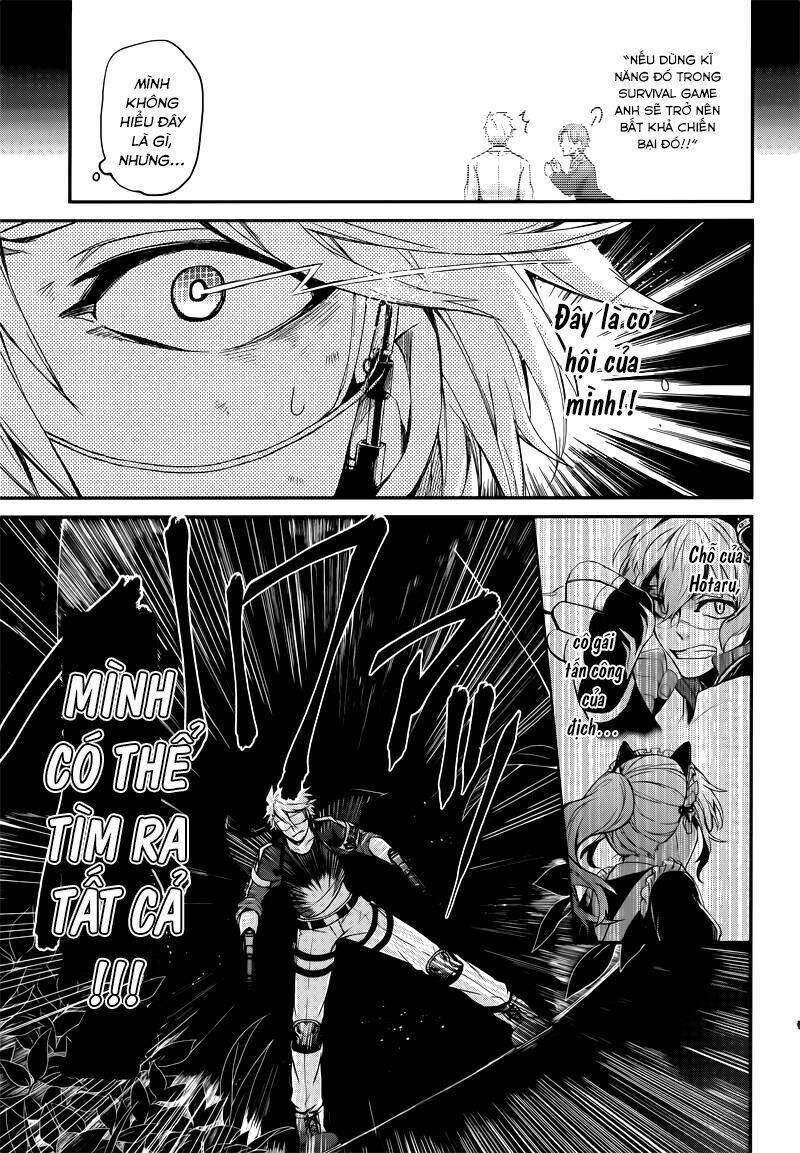 "NẾU DÙNG KĨ
NĂNG ĐÓ TRONG
SURVIVAL GAME
ANH SẼ TRỞ NÊN
BẤT KHẢ CHIẾN
BẠI ĐÓ!!"
MÌNH
KHÔNG
HIỂU ĐÂY
LÀ GÌ,
NHƯNG...
Đây là cơ
hội của
mình!!
Chỗ của
Hotaru,
cô gái
tấn công
của
địch...
MÌNH
CÓ THỂ
TÌM RA
TẤT CẢ
!!!